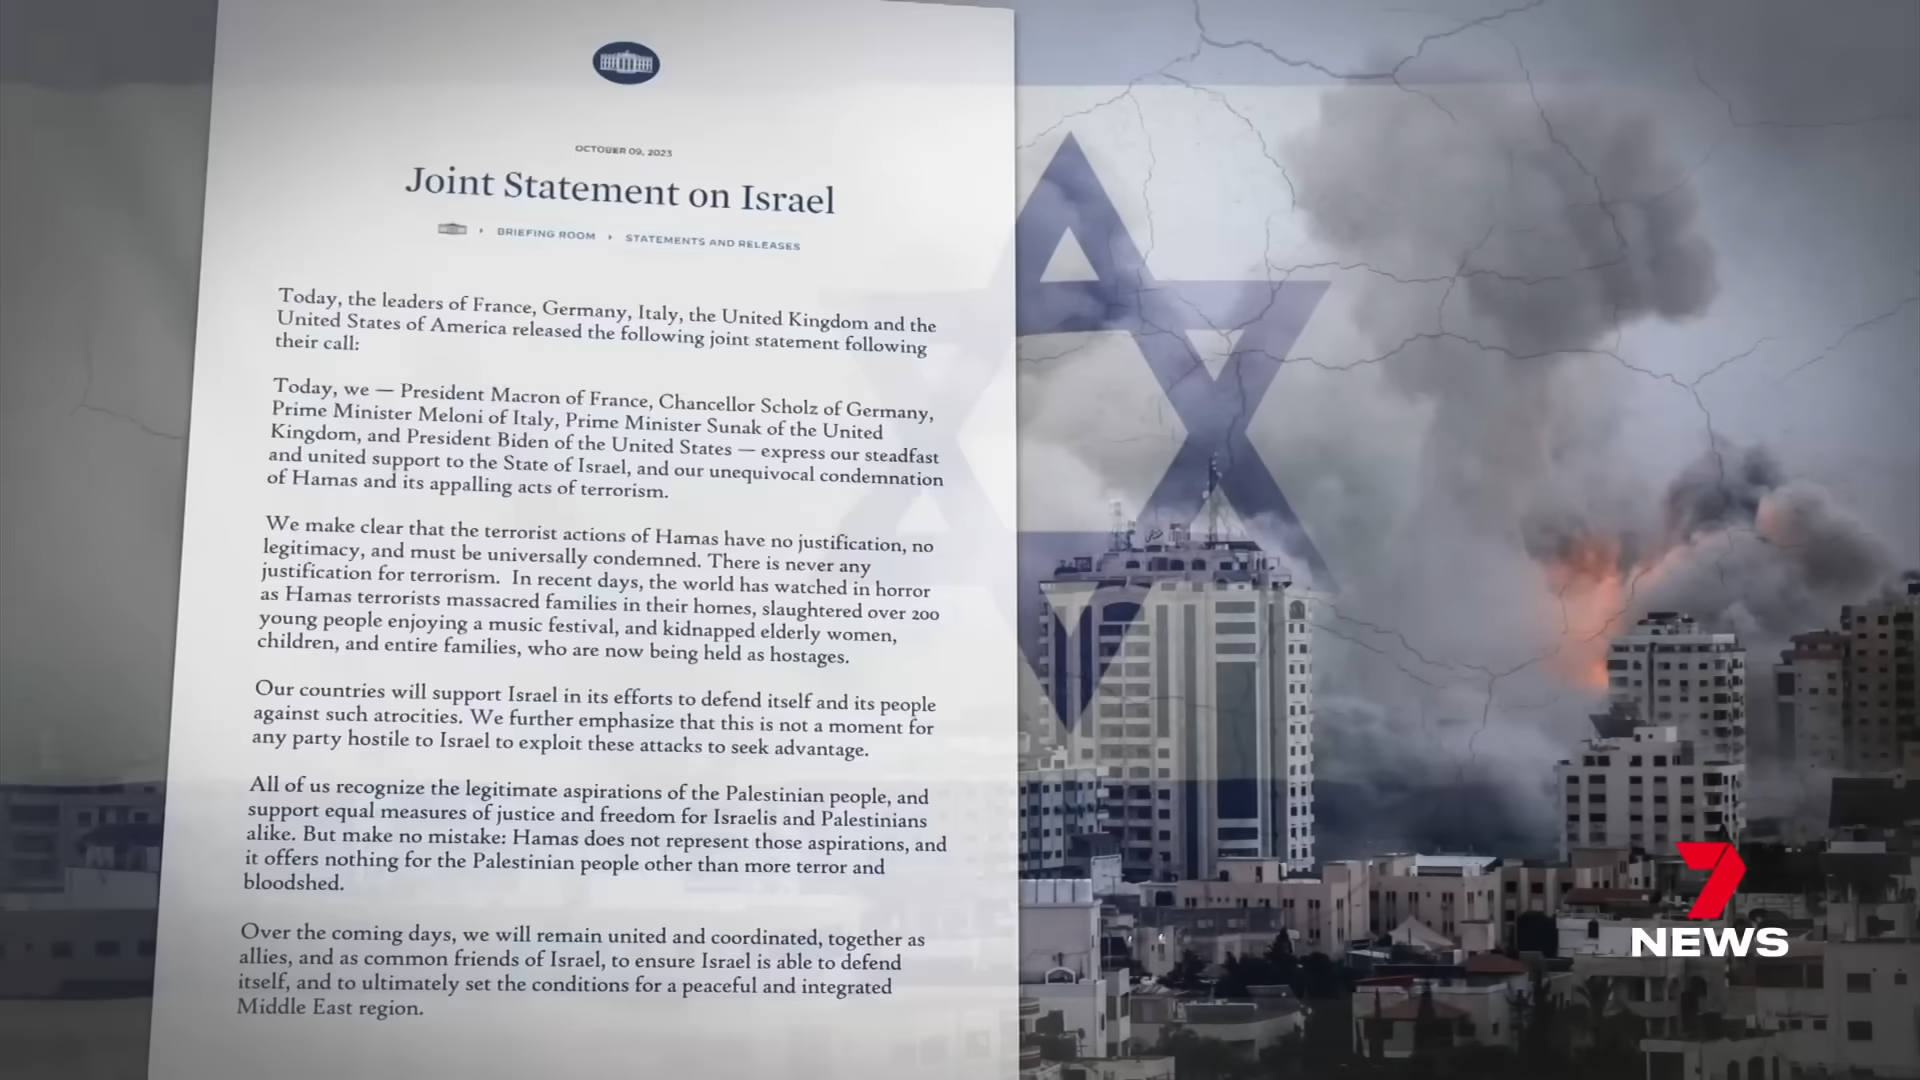 OCTOBER 09, 2023
Joint Statement on Israel
BRIEFING ROOM › STATEMENTS AND RELEASES
Today, the leaders of France, Germany, Italy, the United Kingdom and the
United States of America released the following joint statement following
their call:
Today, we — President Macron of France, Chancellor Scholz of Germany,
Prime Minister Meloni of Italy, Prime Minister Sunak of the United
Kingdom, and President Biden of the United States — express our steadfast
and united support to the State of Israel, and our unequivocal condemnation
of Hamas and its appalling acts of terrorism.
We make clear that the terrorist actions of Hamas have no justification, no
legitimacy, and must be universally condemned. There is never any
justification for terrorism. In recent days, the world has watched in horror
as Hamas terrorists massacred families in their homes, slaughtered over 200
young people enjoying a music festival, and kidnapped elderly women,
children, and entire families, who are now being held as hostages.
Our countries will support Israel in its efforts to defend itself and its people
against such atrocities. We further emphasize that this is not a moment for
any party hostile to Israel to exploit these attacks to seek advantage.
All of us recognize the legitimate aspirations of the Palestinian people, and
support equal measures of justice and freedom for Israelis and Palestinians
alike. But make no mistake: Hamas does not represent those aspirations, and
it offers nothing for the Palestinian people other than more terror and
bloodshed.
Over the coming days, we will remain united and coordinated, together as
allies, and as common friends of Israel, to ensure Israel is able to defend
itself, and to ultimately set the conditions for a peaceful and integrated
Middle East region.
7
NEWS